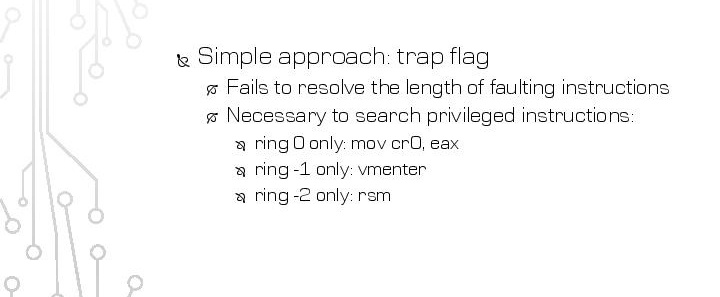 Simple approach: trap flag
Fails to resolve the length of faulting instructions
Necessary to search privileged instructions:
ring 0 only: mov cr0, eax
ring -1 only: vmenter
ring -2 only: rsm